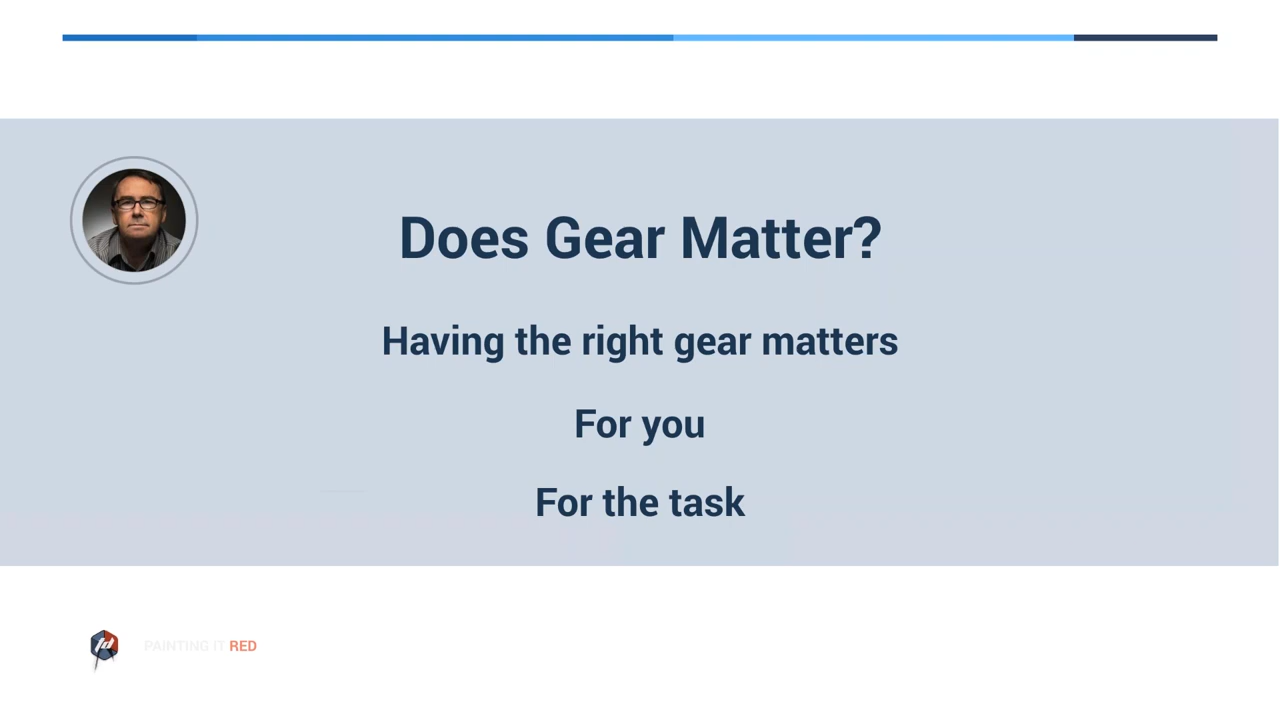 Does Gear Matter?
Having the right gear matters
For you
For the task
PAINTING IT RED